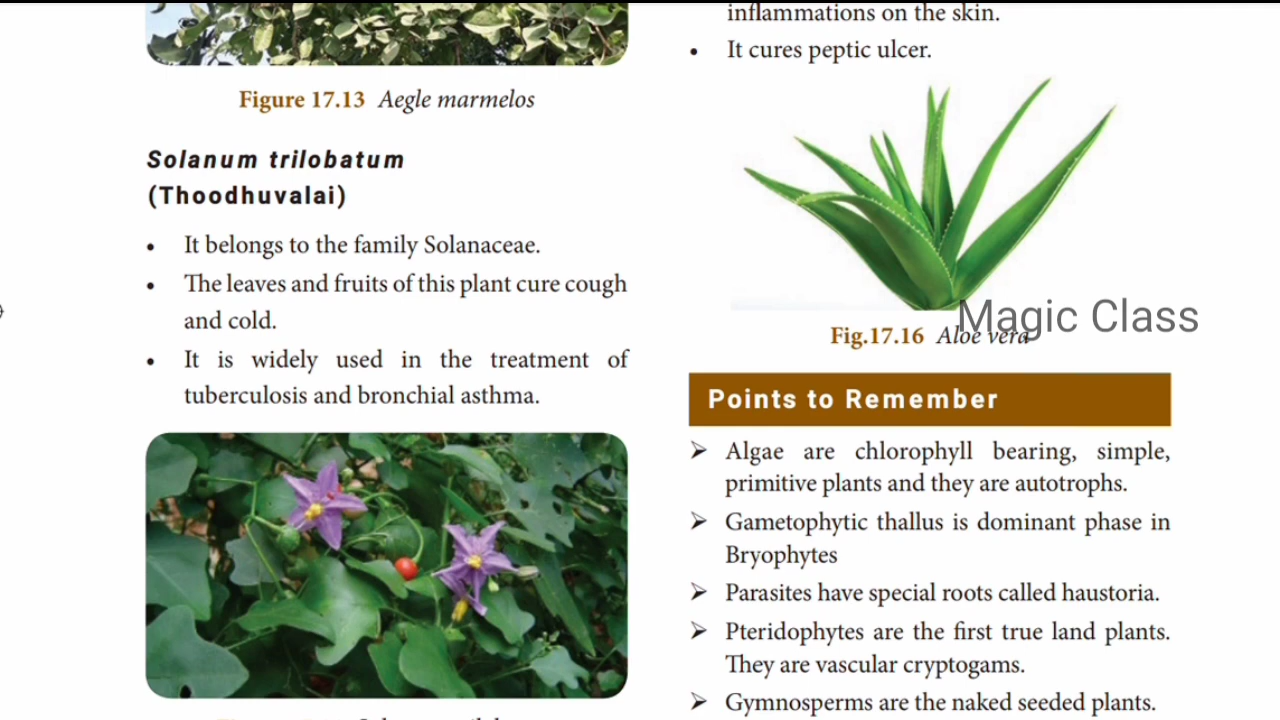 Figure 17.13 Aegle marmelos
Solanum trilobatum
(Thoodhuvalai)
• It belongs to the family Solanaceae.
• The leaves and fruits of this plant cure cough
and cold.
• It is widely used in the treatment of
tuberculosis and bronchial asthma.
inflammations on the skin.
• It cures peptic ulcer.
Magic Class
Fig.17.16 Aloe vera
Points to Remember
➢ Algae are chlorophyll bearing, simple,
primitive plants and they are autotrophs.
➢ Gametophytic thallus is dominant phase in
Bryophytes
➢ Parasites have special roots called haustoria.
➢ Pteridophytes are the first true land plants.
They are vascular cryptogams.
➢ Gymnosperms are the naked seeded plants.